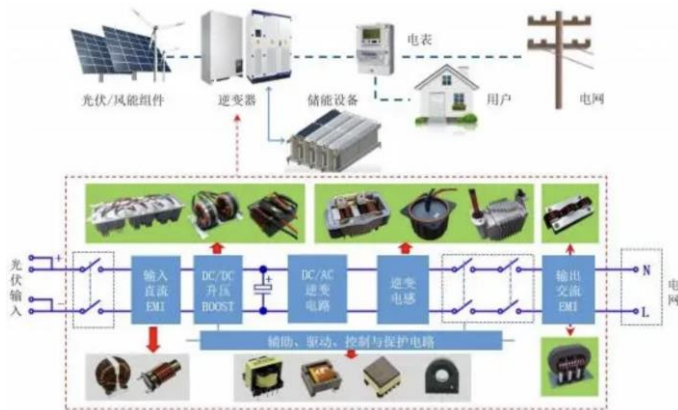 电表
光伏/风能组件
逆变器
储能设备
用户
电网
光伏输入
+
−
输入
直流
EMI
DC/DC
升压
BOOST
+
DC/AC
逆变
电路
逆变
电感
输出
交流
EMI
N
L
电网
辅助、驱动、控制与保护电路